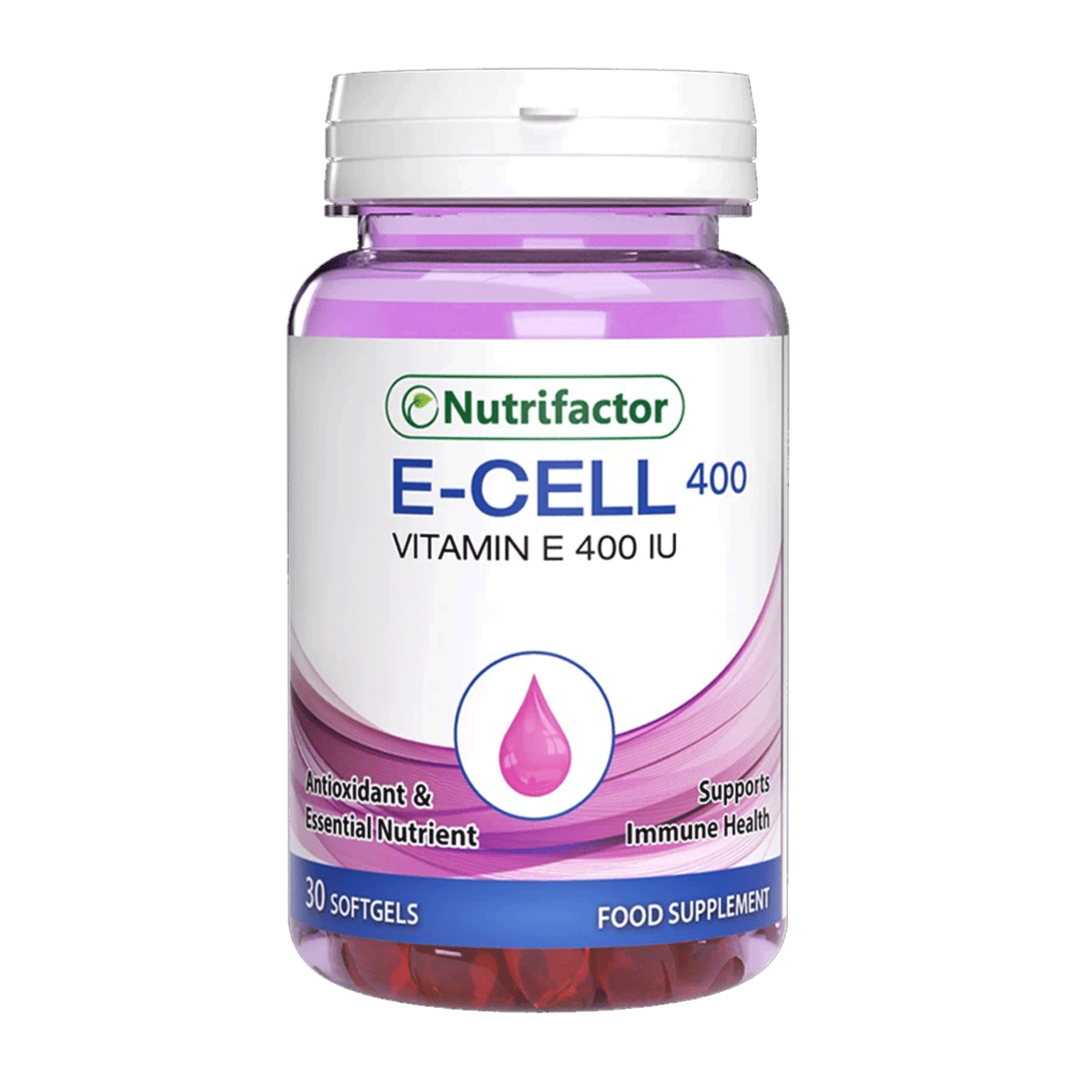 Nutrifactor
E-CELL 400
VITAMIN E 400 IU
Antioxidant &
Essential Nutrient
Supports
Immune Health
30 SOFTGELS
FOOD SUPPLEMENT